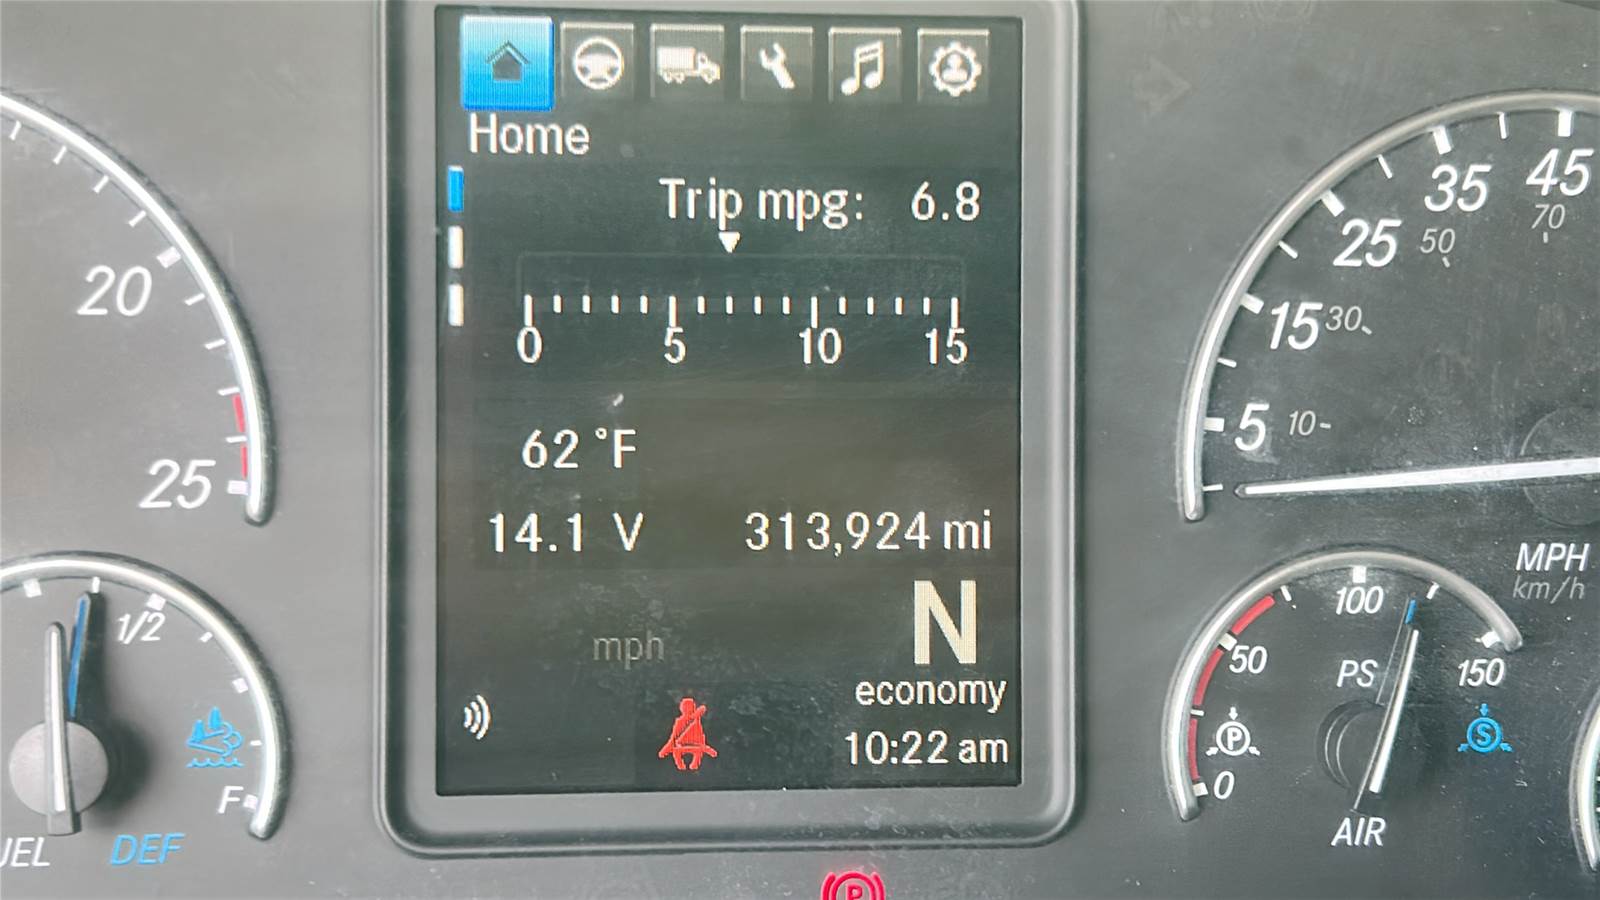 Home
Trip mpg: 6.8
0 5 10 15
62 °F
14.1 V 313,924 mi
mph
N
economy
10:22 am
20
25
1/2
F
DEF
5 15 25 35 45
10 30 50 70
MPH
km/h
0 50 100 150
PS
P
S
AIR
P